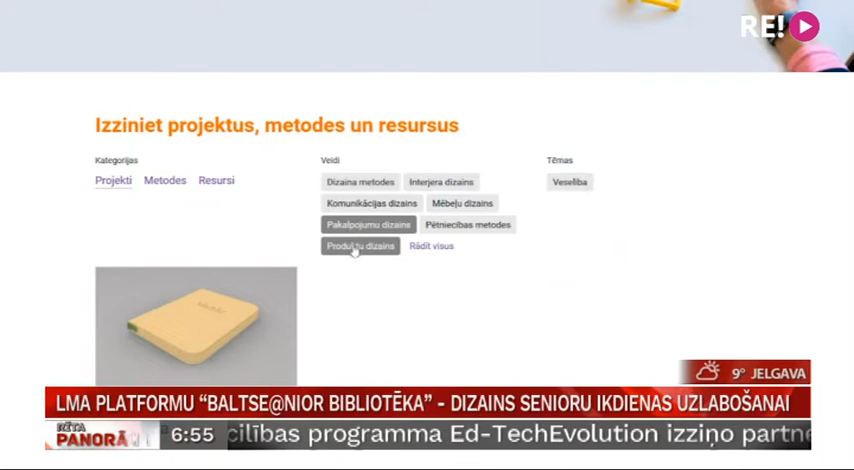 RE!
Izziniet projektus, metodes un resursus
Kategorijas
Projekti Metodes Resursi
Veidi
Dizaina metodes Interjera dizains
Komunikācijas dizains Mēbeļu dizains
Pakalpojumu dizains Pētniecības metodes
Produktu dizains Rādīt visus
Tēmas
Veselība
9° JELGAVA
LMA PLATFORMU “BALTSE@NIOR BIBLIOTĒKA” - DIZAINS SENIORU IKDIENAS UZLABOŠANAI
RĪTA
PANORĀM
6:55 cilības programma Ed-TechEvolution izziņo partne